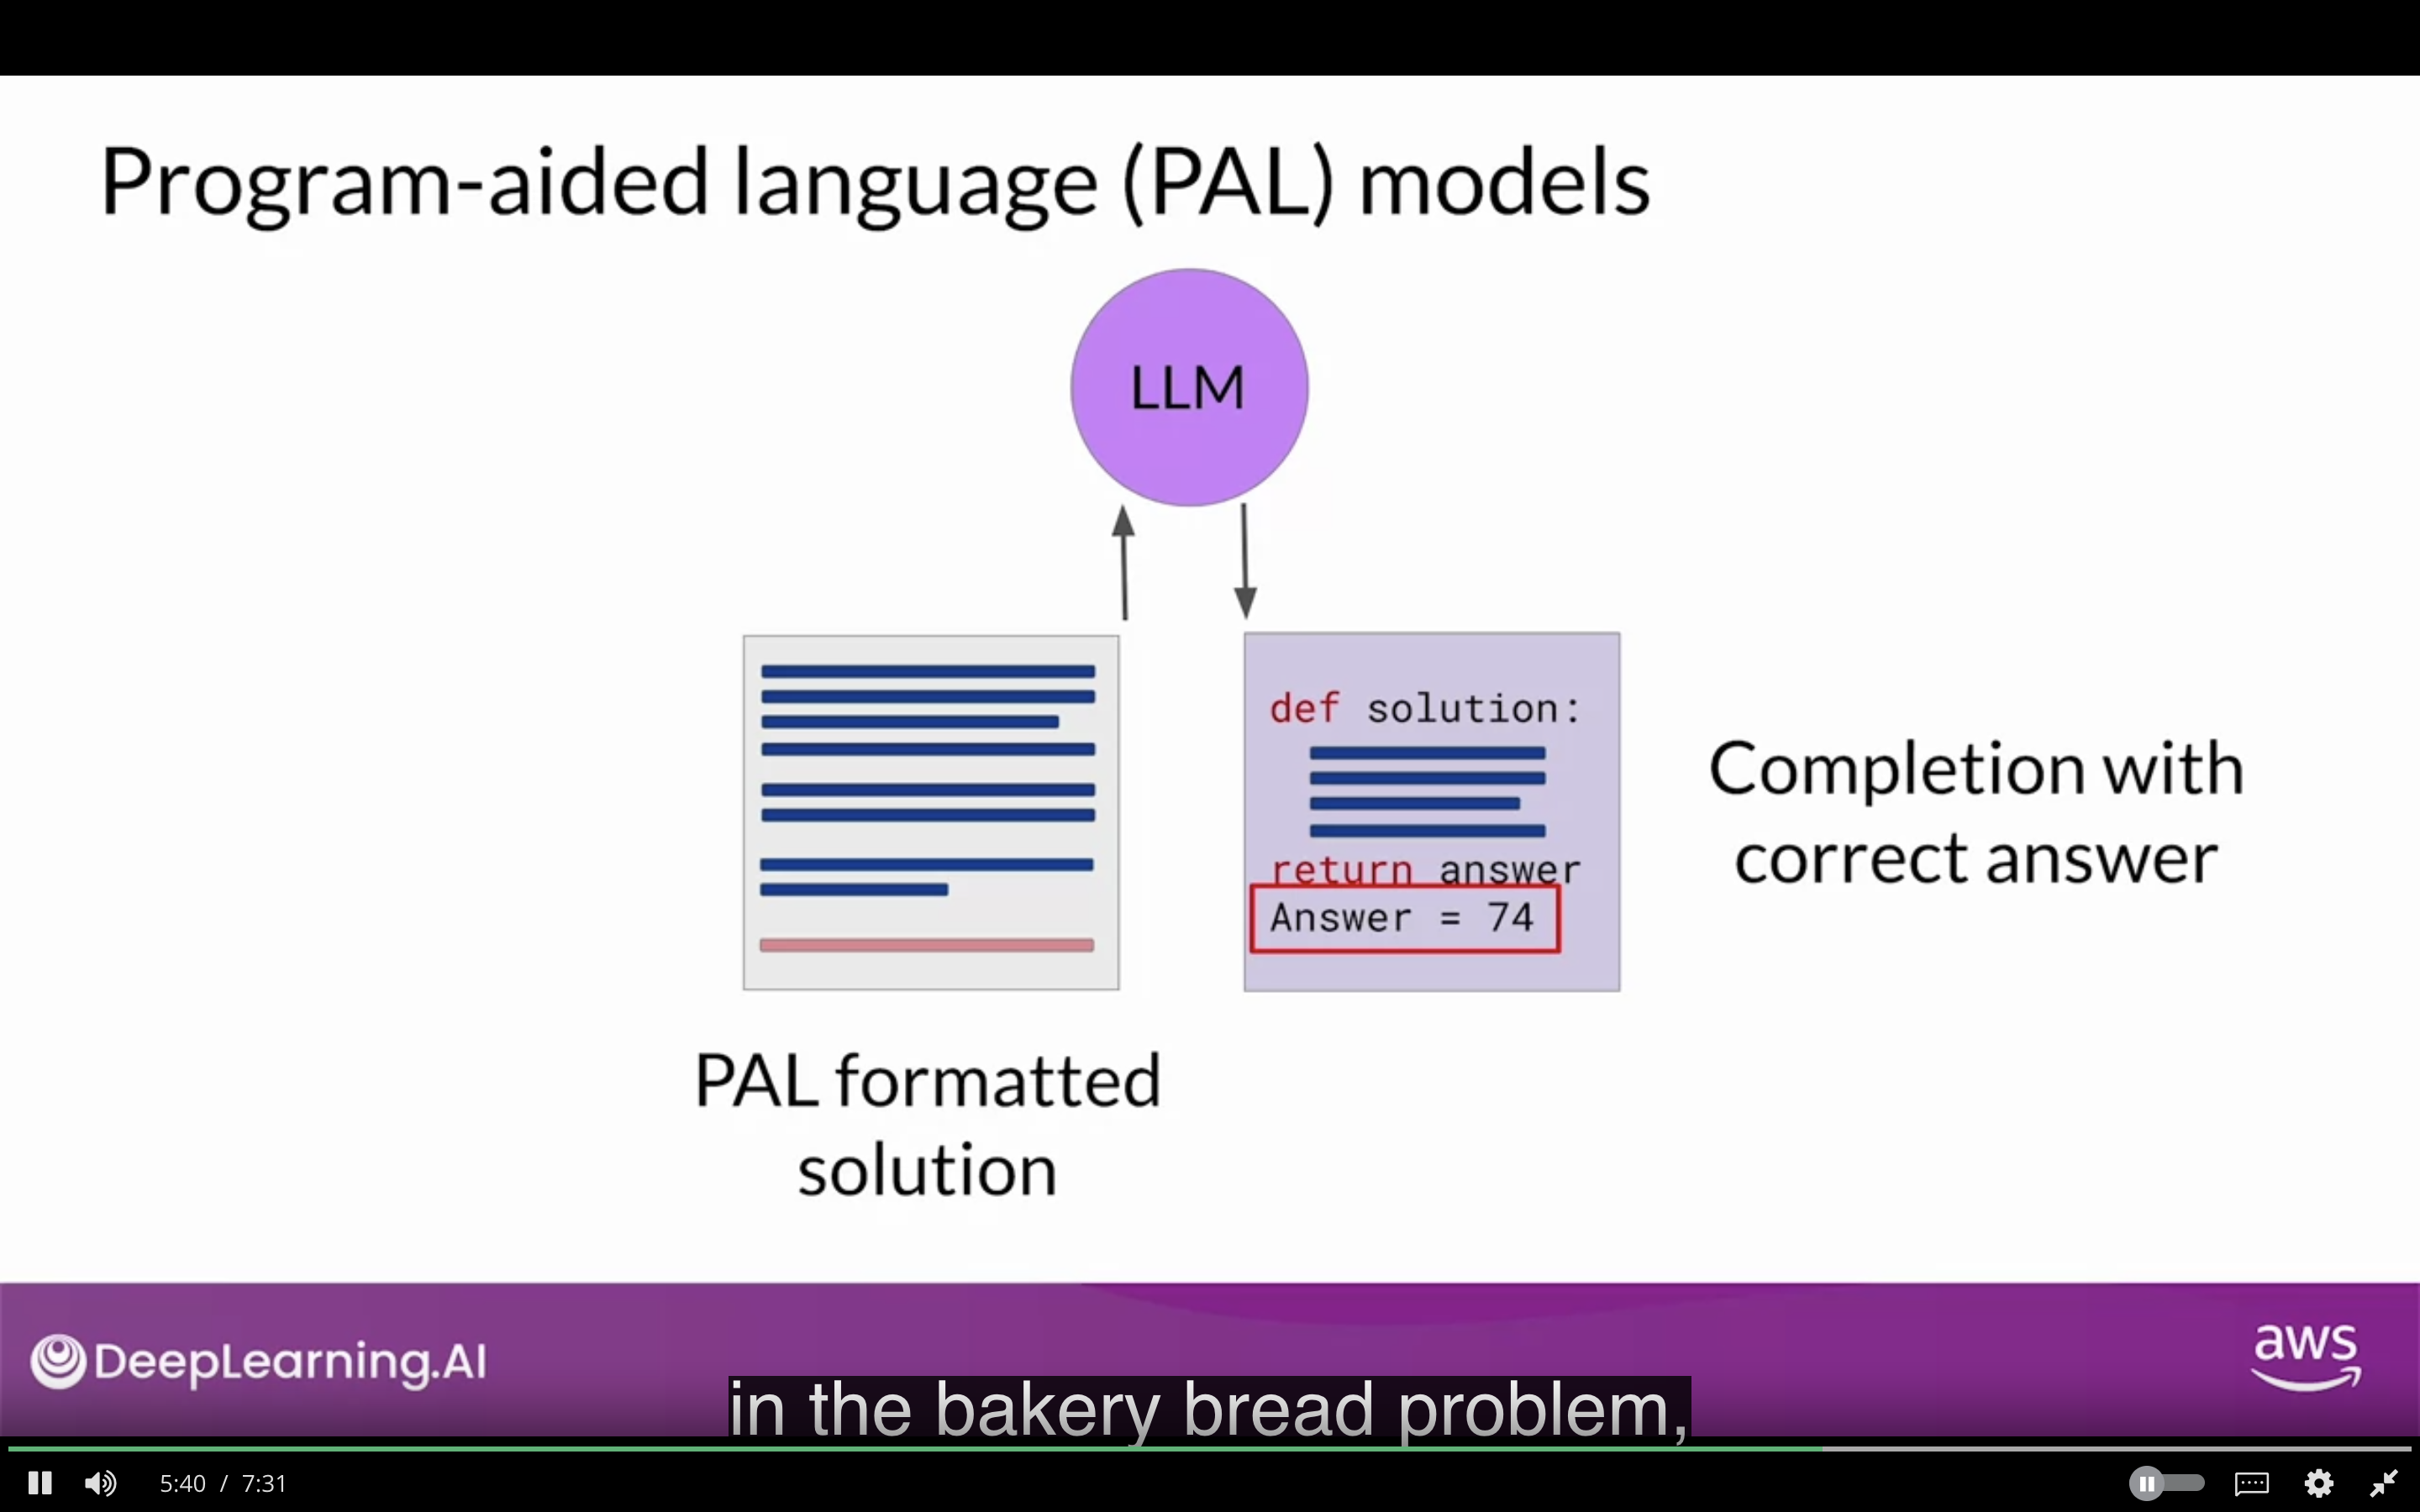 Program-aided language (PAL) models
LLM
def solution:
return answer
Answer = 74
Completion with
correct answer
PAL formatted
solution
DeepLearning.AI
aws
in the bakery bread problem,
5:40 / 7:31